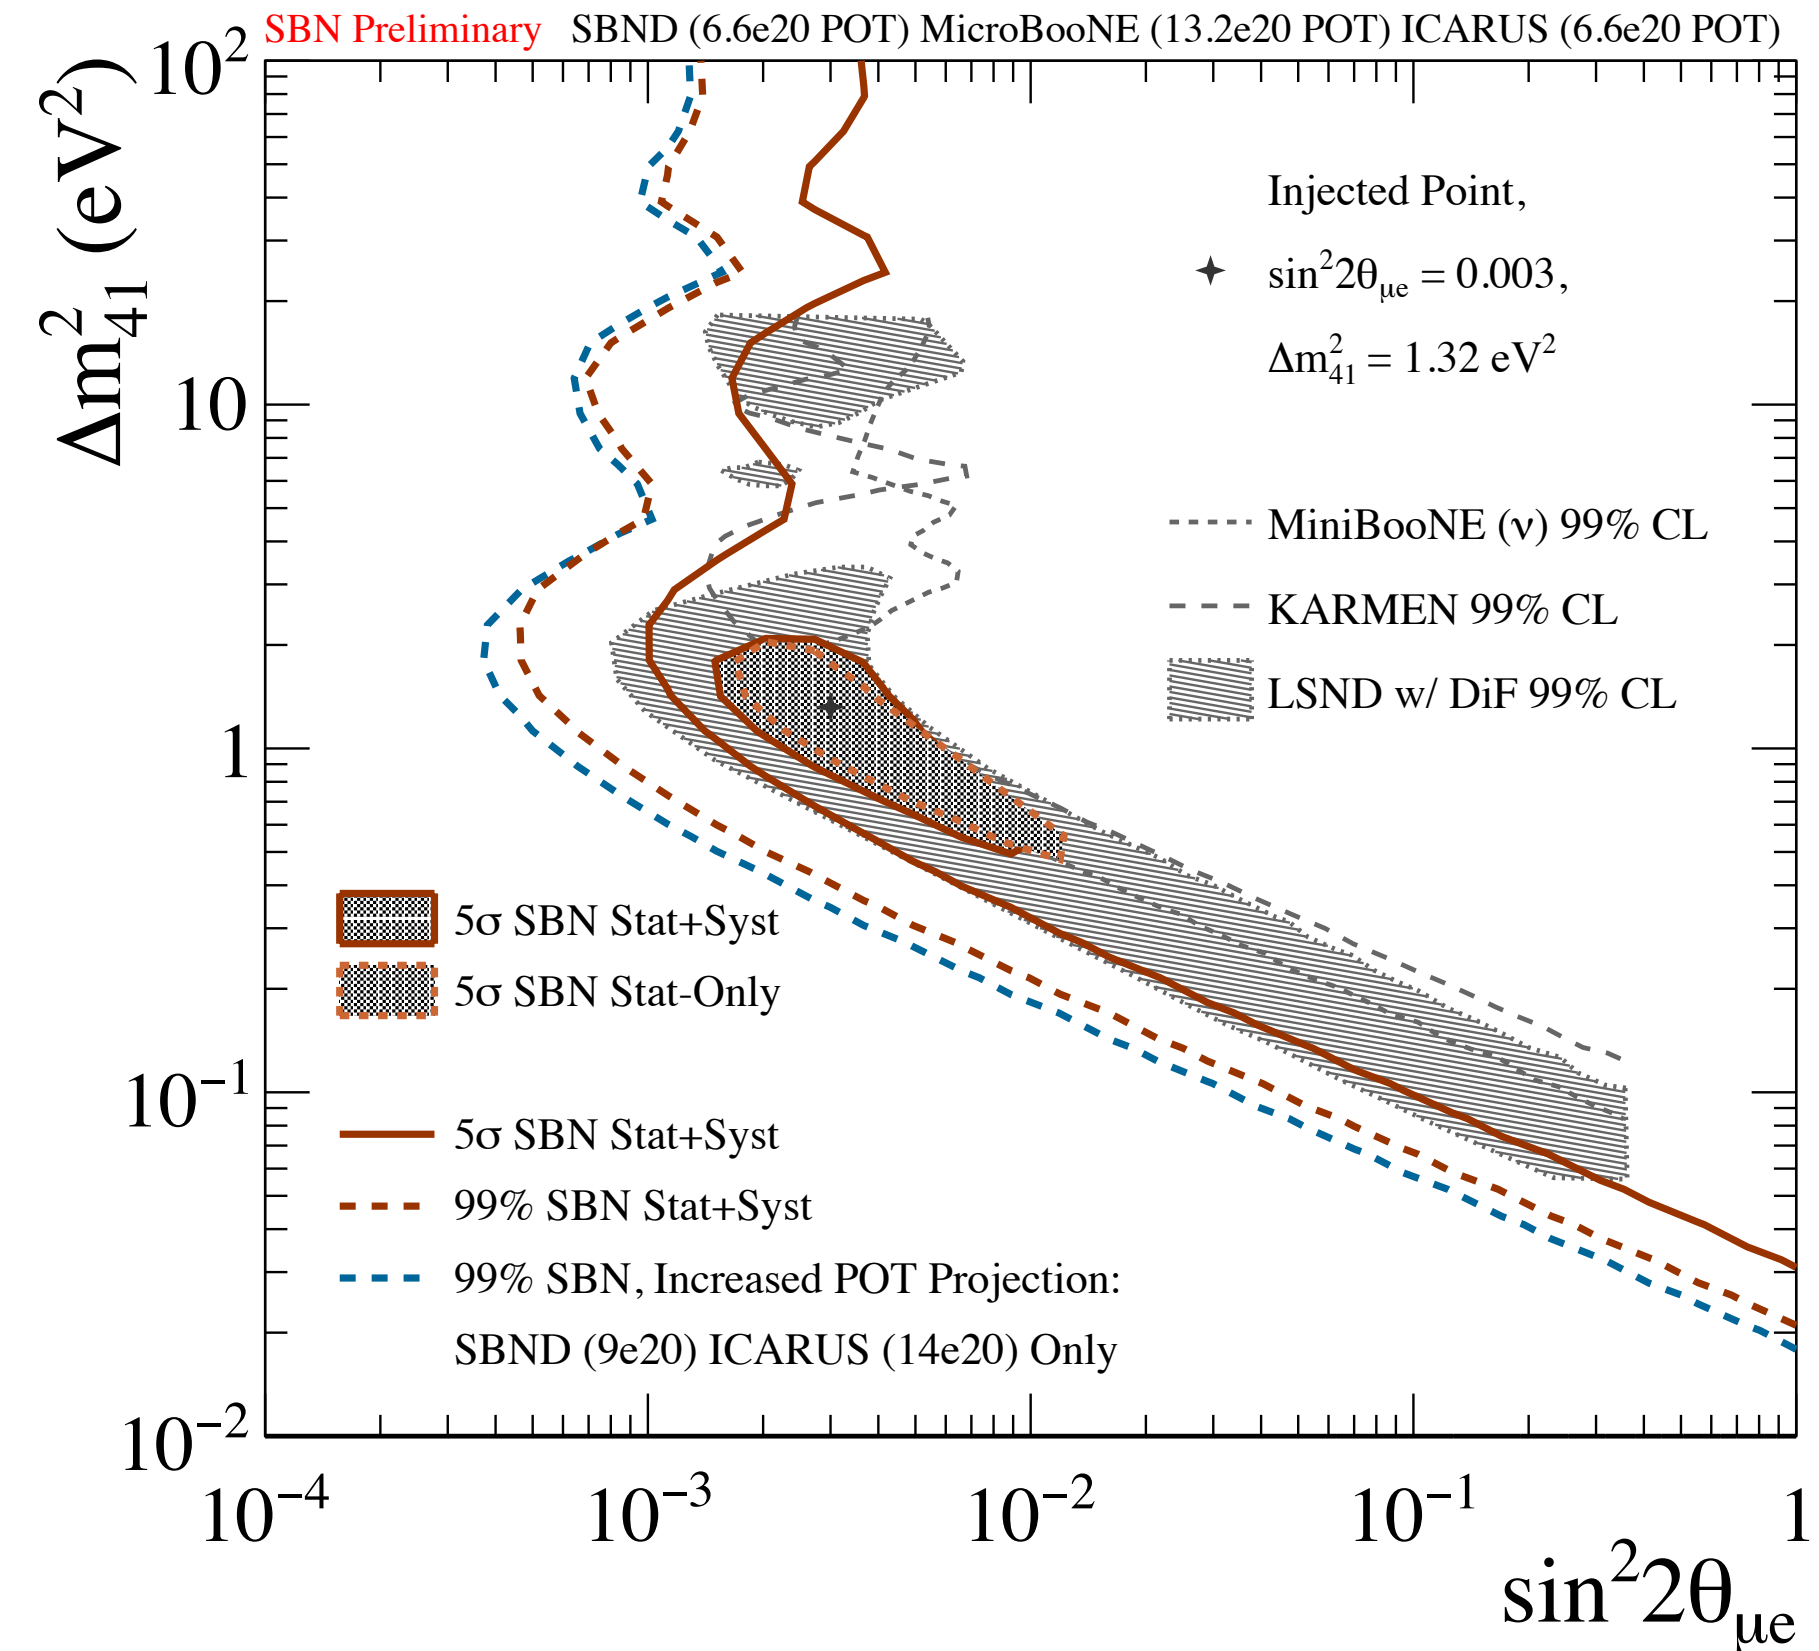 SBN Preliminary SBND (6.6e20 POT) MicroBooNE (13.2e20 POT) ICARUS (6.6e20 POT)
Δm²₄₁ (eV²)
10²
10
1
10⁻¹
10⁻²
Injected Point,
sin²2θμe = 0.003,
Δm²₄₁ = 1.32 eV²
MiniBooNE (ν) 99% CL
KARMEN 99% CL
LSND w/ DiF 99% CL
5σ SBN Stat+Syst
5σ SBN Stat-Only
5σ SBN Stat+Syst
99% SBN Stat+Syst
99% SBN, Increased POT Projection:
SBND (9e20) ICARUS (14e20) Only
10⁻⁴ 10⁻³ 10⁻² 10⁻¹ 1
sin²2θμe